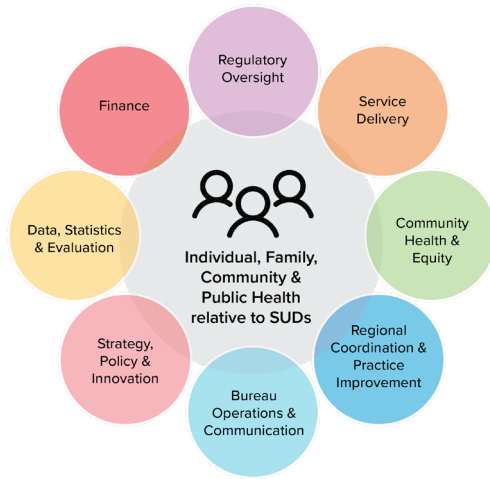 Regulatory
Oversight
Service
Delivery
Community
Health &
Equity
Regional
Coordination &
Practice
Improvement
Bureau
Operations &
Communication
Strategy,
Policy &
Innovation
Data, Statistics
& Evaluation
Finance
Individual, Family,
Community &
Public Health
relative to SUDs